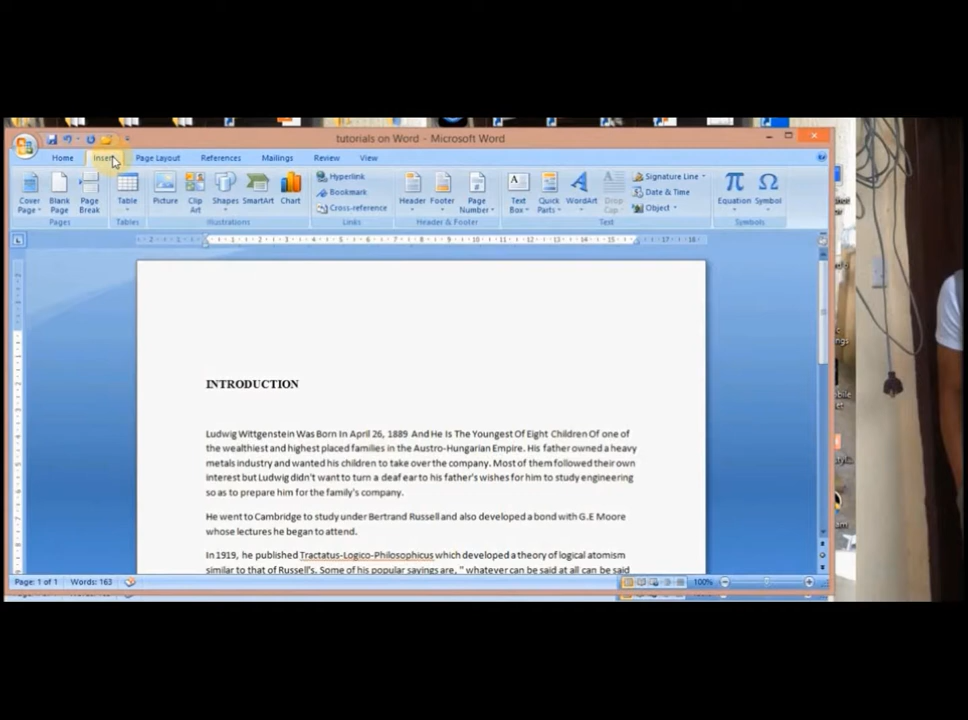 tutorials on Word - Microsoft Word
Home Insert Page Layout References Mailings Review View
Cover Page Blank Page Page Break Table Picture Clip Art Shapes SmartArt Chart Hyperlink Bookmark Cross-reference Header Footer Page Number Text Box Quick Parts WordArt Drop Cap Signature Line Date & Time Object Equation Symbol
Pages Tables Illustrations Links Header & Footer Text Symbols
INTRODUCTION
Ludwig Wittgenstein Was Born In April 26, 1889 And He Is The Youngest Of Eight Children Of one of
the wealthiest and highest placed families in the Austro-Hungarian Empire. His father owned a heavy
metals industry and wanted his children to take over the company. Most of them followed their own
interest but Ludwig didn't want to turn a deaf ear to his father's wishes for him to study engineering
so as to prepare him for the family's company.
He went to Cambridge to study under Bertrand Russell and also developed a bond with G.E Moore
whose lectures he began to attend.
In 1919, he published Tractatus-Logico-Philosophicus which developed a theory of logical atomism
similar to that of Russell's. Some of his popular sayings are, " whatever can be said at all can be said
Page: 1 of 1 Words: 163 100%